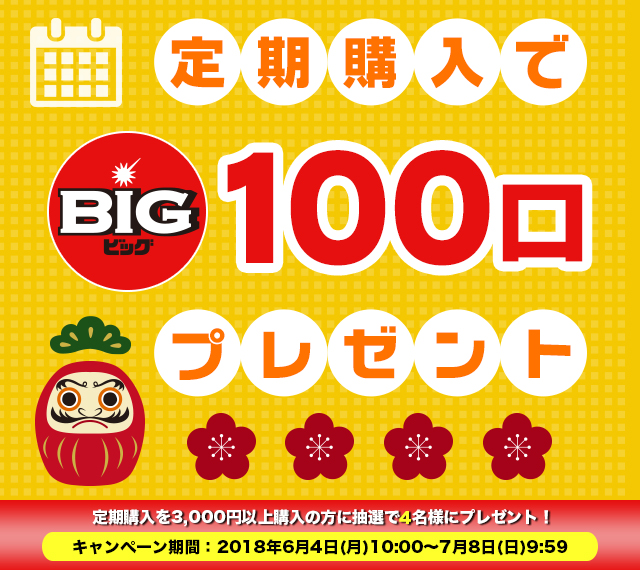 定期購入で
BIG
ビッグ
100口
プレゼント
定期購入を3,000円以上購入の方に抽選で4名様にプレゼント！
キャンペーン期間：2018年6月4日(月)10:00〜7月8日(日)9:59